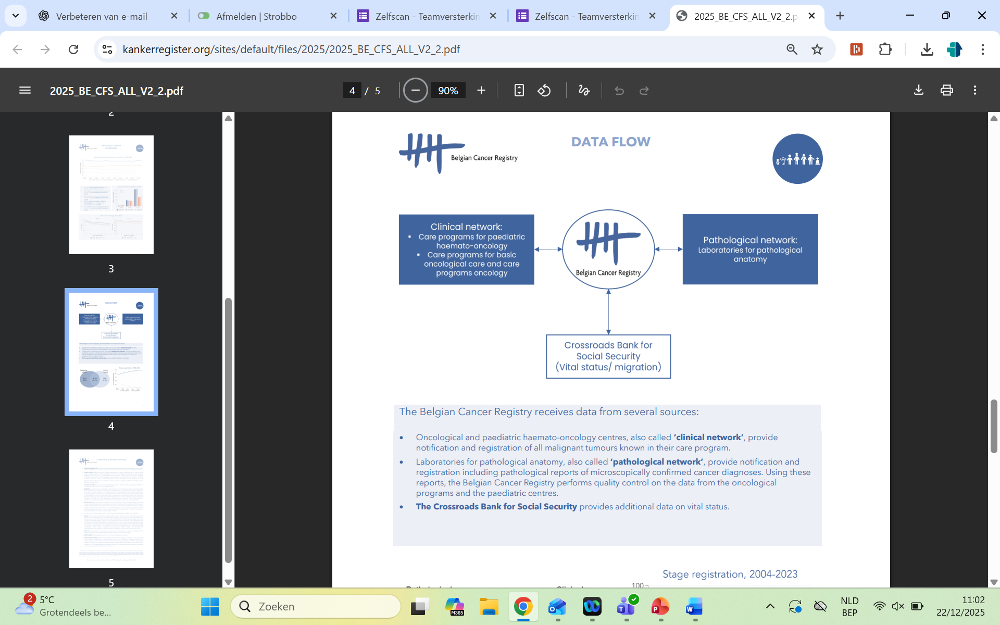 Verbeteren van e-mail
Afmelden | Strobbo
Zelfscan - Teamversterkin
Zelfscan - Teamversterkin
2025_BE_CFS_ALL_V2_2.p
kankerregister.org/sites/default/files/2025/2025_BE_CFS_ALL_V2_2.pdf
2025_BE_CFS_ALL_V2_2.pdf
4 / 5
90%
2
3
4
5
Belgian Cancer Registry
DATA FLOW
Clinical network:
▪ Care programs for paediatric
haemato-oncology
▪ Care programs for basic
oncological care and care
programs oncology
Belgian Cancer Registry
Pathological network:
Laboratories for pathological
anatomy
Crossroads Bank for
Social Security
(Vital status/ migration)
The Belgian Cancer Registry receives data from several sources:
• Oncological and paediatric haemato-oncology centres, also called ‘clinical network’, provide
notification and registration of all malignant tumours known in their care program.
• Laboratories for pathological anatomy, also called ‘pathological network’, provide notification and
registration including pathological reports of microscopically confirmed cancer diagnoses. Using these
reports, the Belgian Cancer Registry performs quality control on the data from the oncological
programs and the paediatric centres.
• The Crossroads Bank for Social Security provides additional data on vital status.
Stage registration, 2004-2023
100
2
5°C
Grotendeels be...
Zoeken
M365
NLD
BEP
11:02
22/12/2025